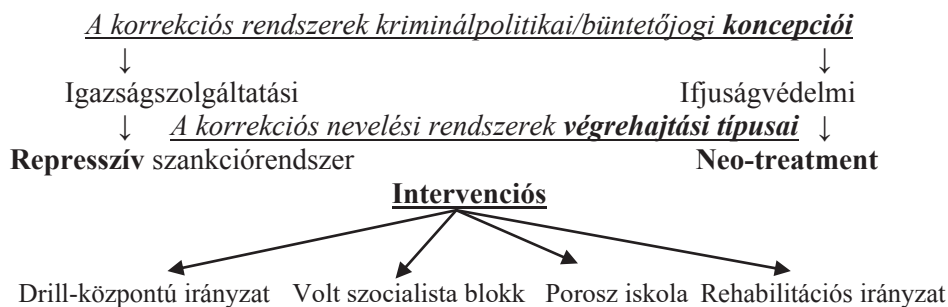 A korrekciós rendszerek kriminálpolitikai/büntetőjogi koncepciói
↓ ↓
Igazságszolgáltatási Ifjuságvédelmi
↓ A korrekciós nevelési rendszerek végrehajtási típusai ↓
Represszív szankciórendszer Neo-treatment
Intervenciós
Drill-központú irányzat Volt szocialista blokk Porosz iskola Rehabilitációs irányzat